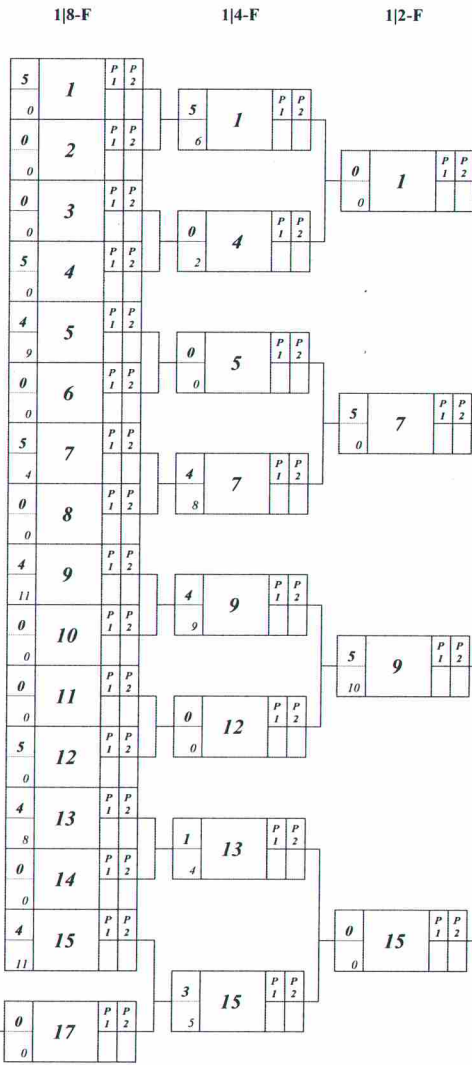 1|8-F 1|4-F 1|2-F
P P
5 1 1 2
0
P P
0 2 1 2
0
P P
0 3 1 2
0
P P
5 4 1 2
0
P P
4 5 1 2
9
P P
0 6 1 2
0
P P
5 7 1 2
4
P P
0 8 1 2
0
P P
4 9 1 2
11
P P
0 10 1 2
0
P P
0 11 1 2
0
P P
5 12 1 2
0
P P
4 13 1 2
8
P P
0 14 1 2
0
P P
4 15 1 2
11
P P
0 17 1 2
0
P P
5 1 1 2
6
P P
0 4 1 2
2
P P
0 5 1 2
0
P P
4 7 1 2
8
P P
4 9 1 2
9
P P
0 12 1 2
0
P P
1 13 1 2
4
P P
3 15 1 2
5
P P
0 1 1 2
0
P P
5 7 1 2
0
P P
5 9 1 2
10
P P
0 15 1 2
0